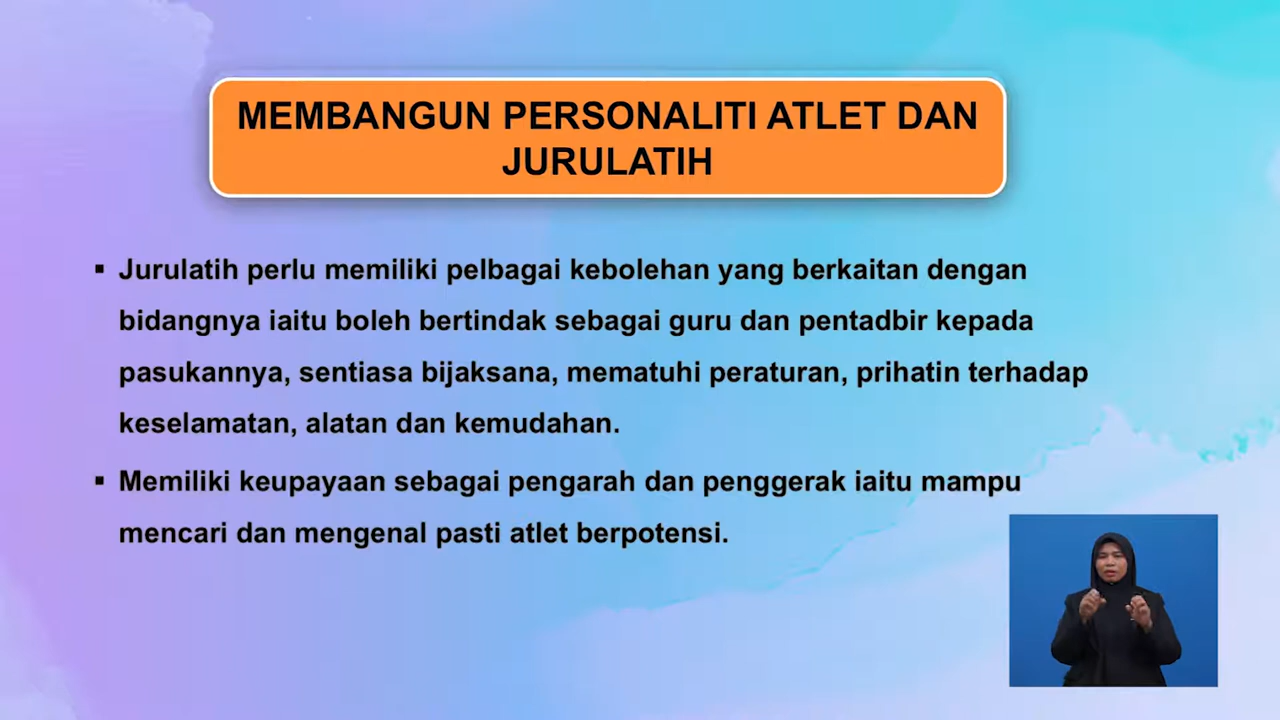 MEMBANGUN PERSONALITI ATLET DAN
JURULATIH
▪ Jurulatih perlu memiliki pelbagai kebolehan yang berkaitan dengan
bidangnya iaitu boleh bertindak sebagai guru dan pentadbir kepada
pasukannya, sentiasa bijaksana, mematuhi peraturan, prihatin terhadap
keselamatan, alatan dan kemudahan.
▪ Memiliki keupayaan sebagai pengarah dan penggerak iaitu mampu
mencari dan mengenal pasti atlet berpotensi.